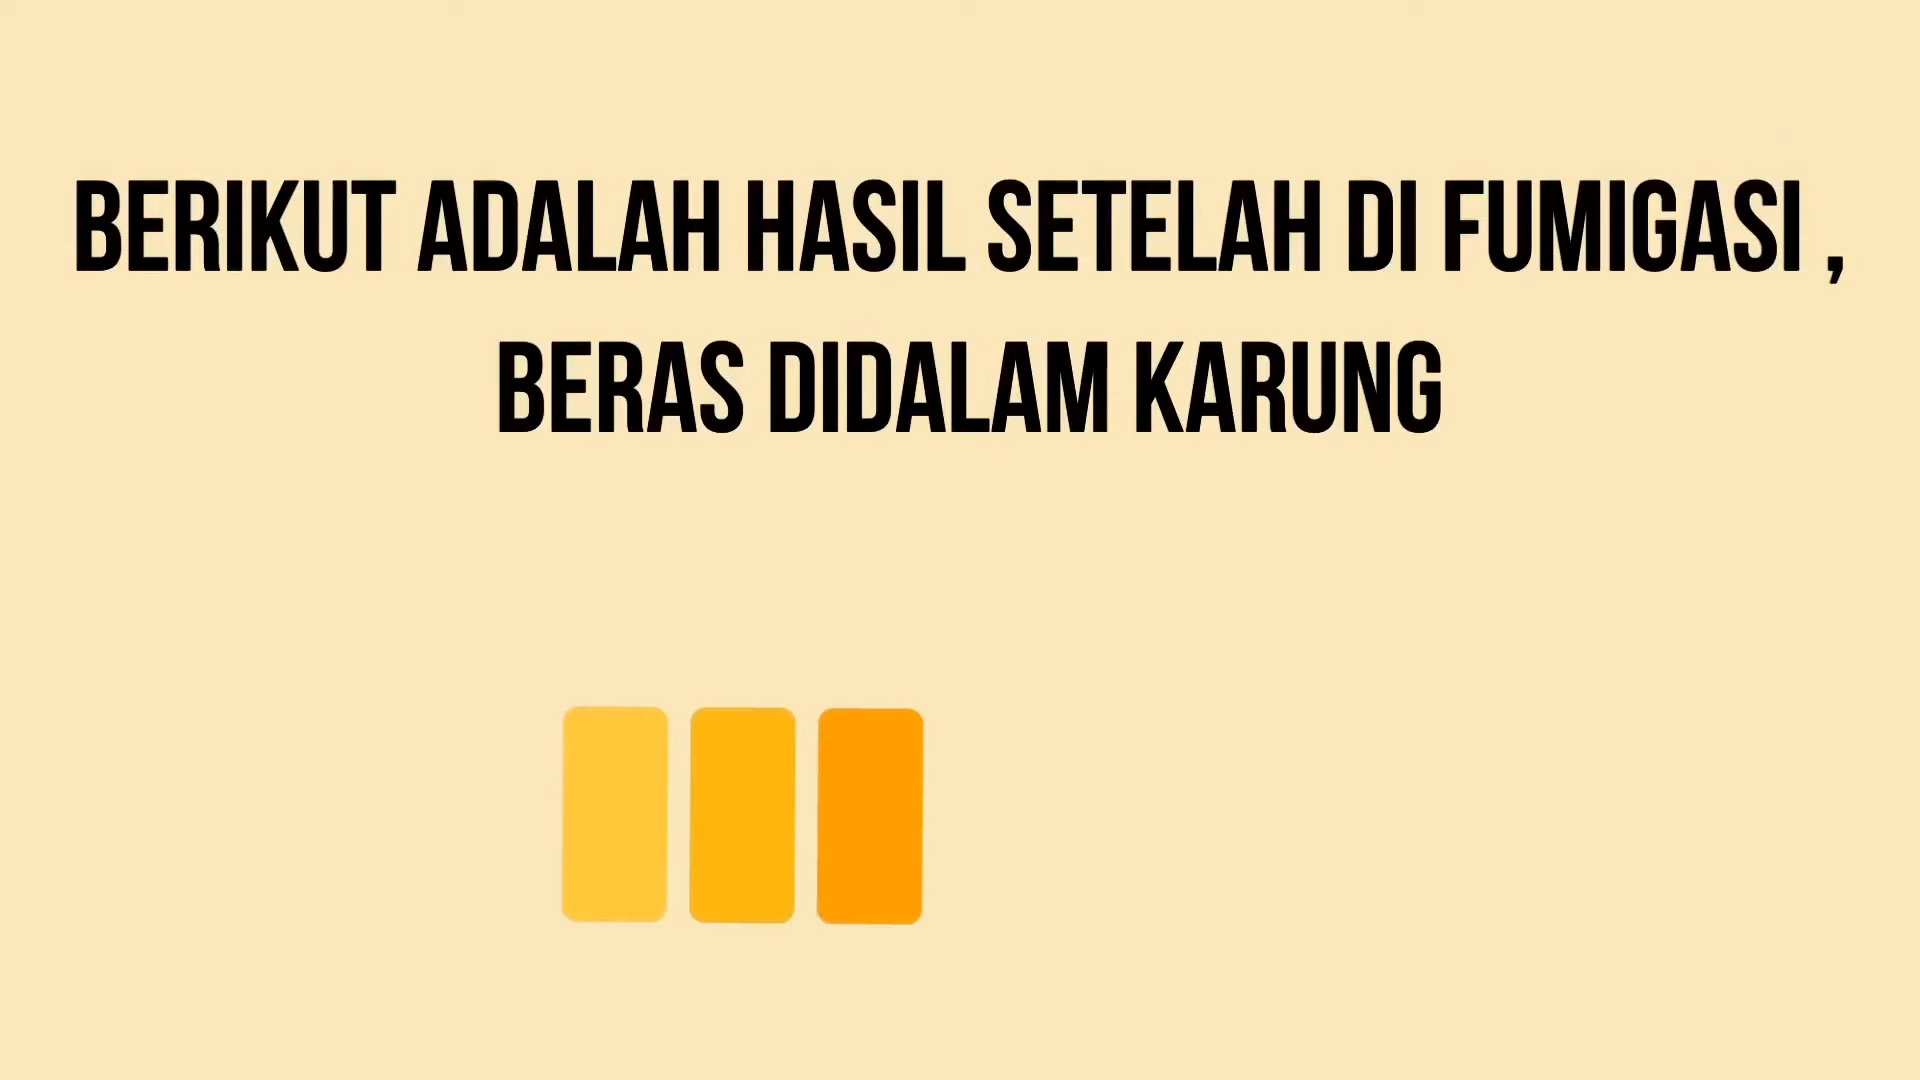 BERIKUT ADALAH HASIL SETELAH DI FUMIGASI ,
BERAS DIDALAM KARUNG